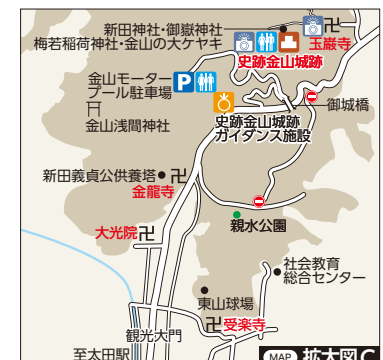 新田神社・御嶽神社
梅若稲荷神社・金山の大ケヤキ
玉巌寺
史跡金山城跡
金山モーター
プール駐車場
P
御城橋
金山浅間神社
史跡金山城跡
ガイダンス施設
新田義貞公供養塔
金龍寺
親水公園
大光院
社会教育
総合センター
東山球場
受楽寺
観光大門
至太田駅
MAP 拡大図C